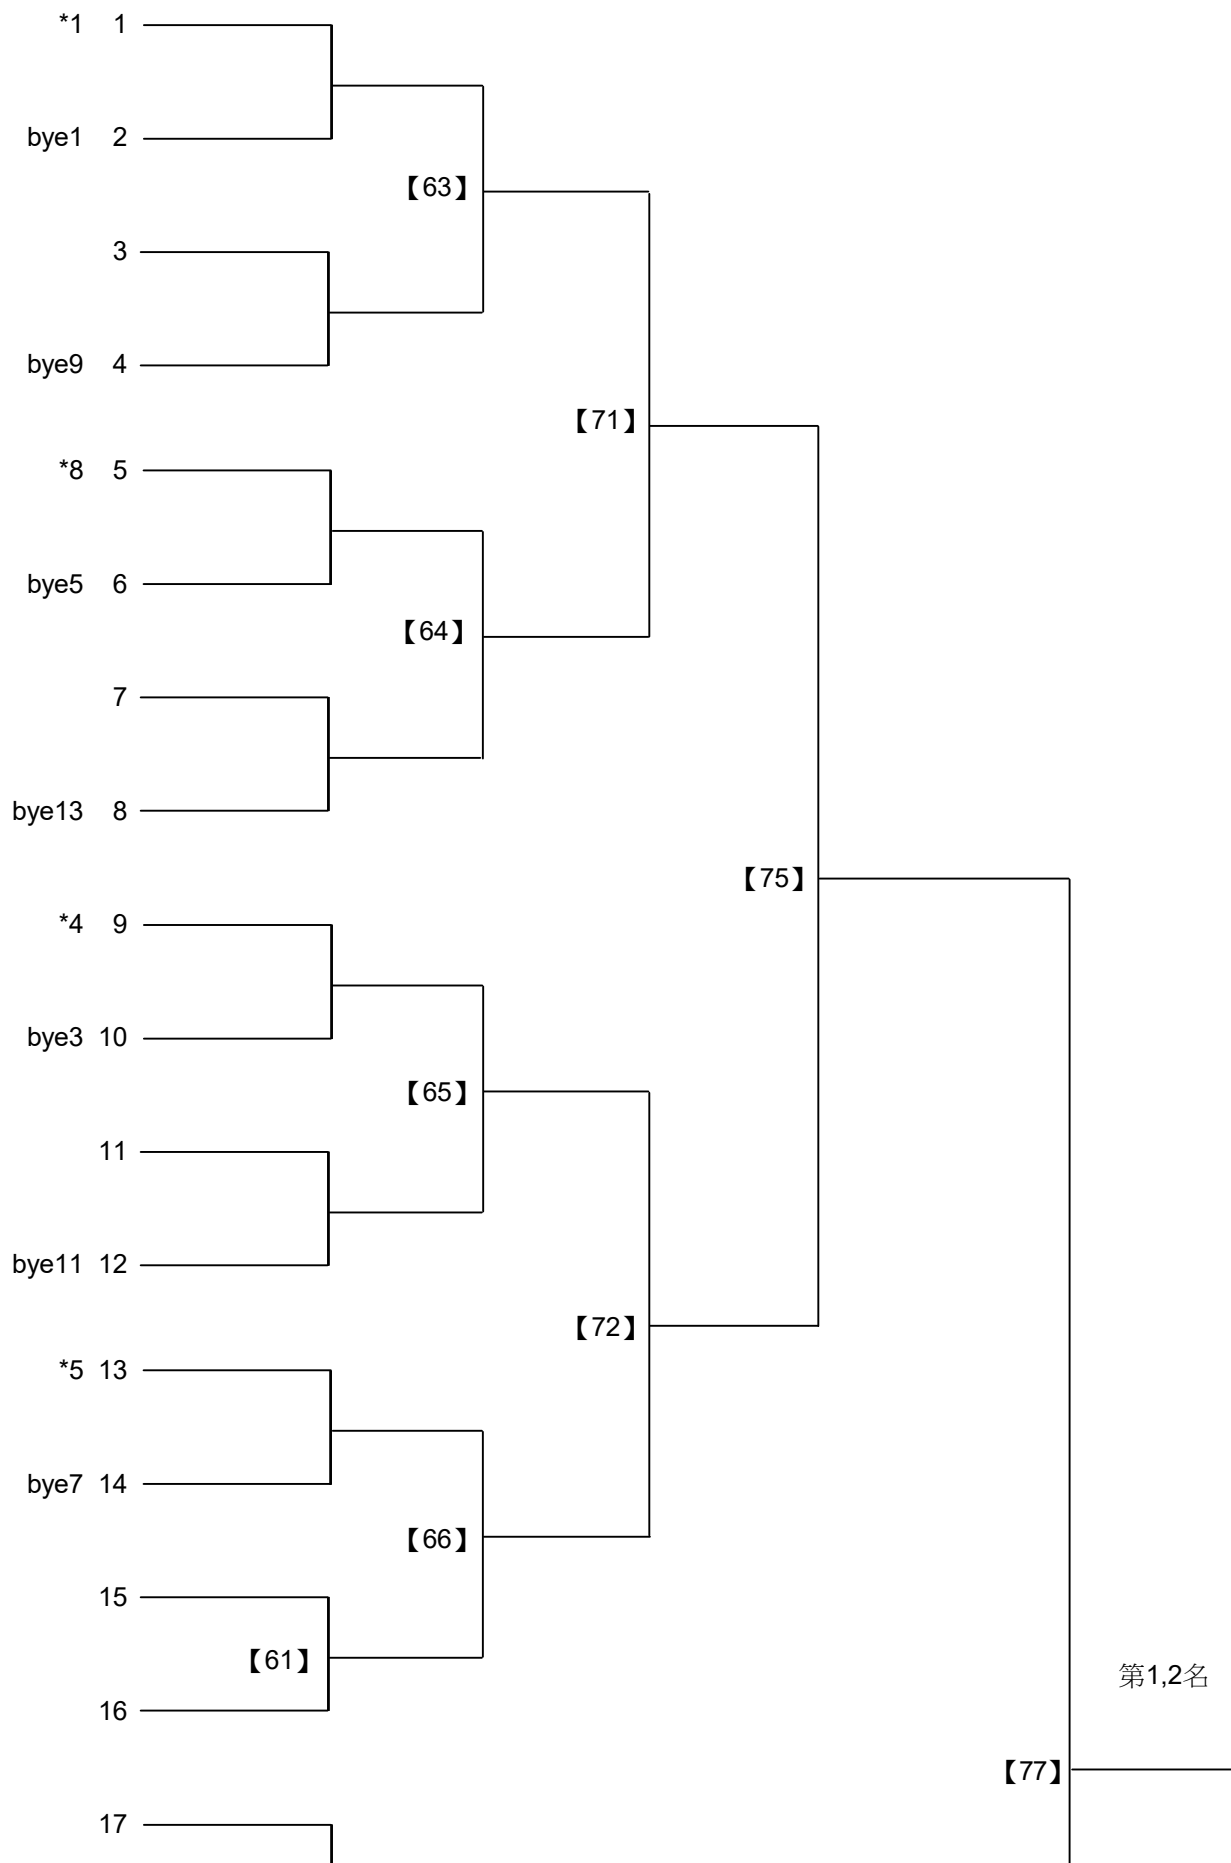 *1 1
bye1 2
【63】
3
bye9 4
【71】
*8 5
bye5 6
【64】
7
bye13 8
【75】
*4 9
bye3 10
【65】
11
bye11 12
【72】
*5 13
bye7 14
【66】
15
【61】
第1,2名
16
【77】
17